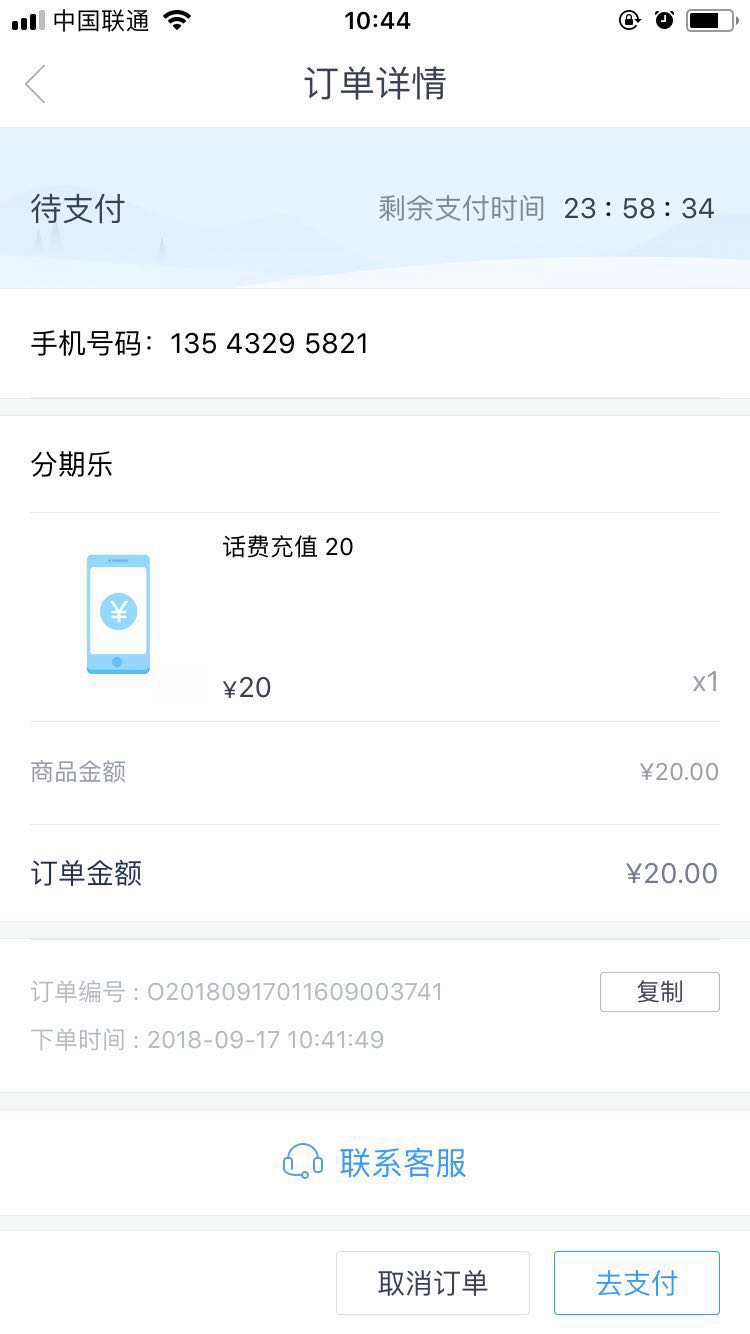 中国联通 10:44
订单详情
待支付 剩余支付时间 23 : 58 : 34
手机号码：135 4329 5821
分期乐
话费充值 20
¥
¥20 x1
商品金额 ¥20.00
订单金额 ¥20.00
订单编号 : O20180917011609003741 复制
下单时间 : 2018-09-17 10:41:49
联系客服
取消订单 去支付